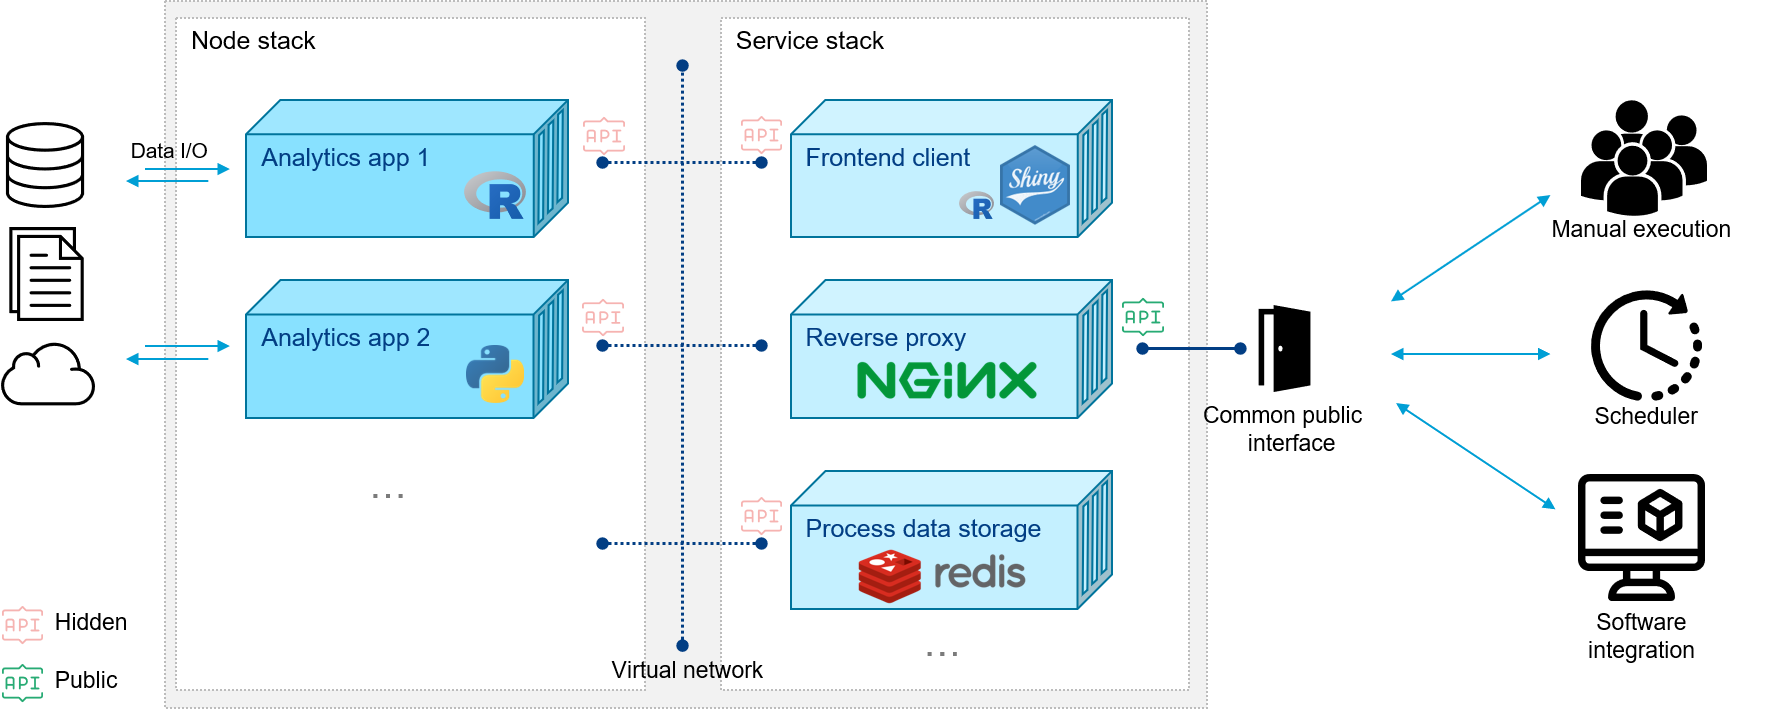 Node stack
Service stack
Data I/O
Analytics app 1
R
API
API
Frontend client
R
Shiny
Manual execution
Analytics app 2
API
Reverse proxy
NGiNX
API
Common public
interface
Scheduler
...
API
Process data storage
redis
API Hidden
API Public
Virtual network
...
Software
integration